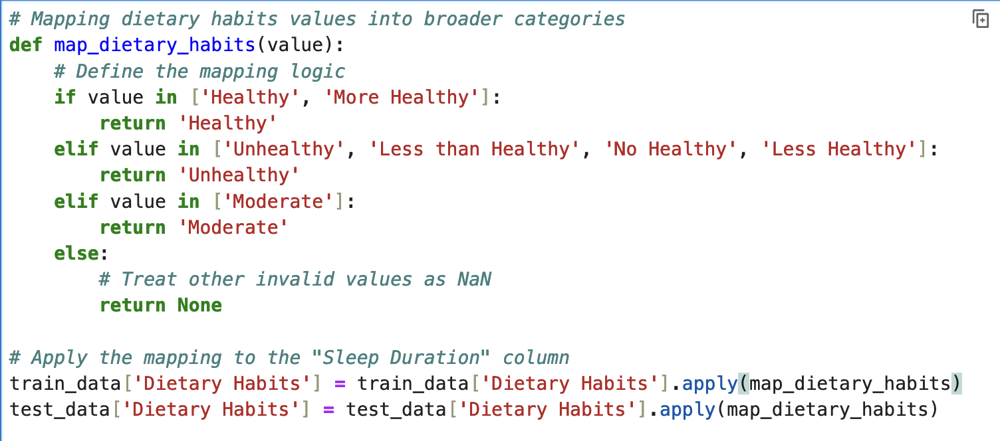 # Mapping dietary habits values into broader categories
def map_dietary_habits(value):
    # Define the mapping logic
    if value in ['Healthy', 'More Healthy']:
        return 'Healthy'
    elif value in ['Unhealthy', 'Less than Healthy', 'No Healthy', 'Less Healthy']:
        return 'Unhealthy'
    elif value in ['Moderate']:
        return 'Moderate'
    else:
        # Treat other invalid values as NaN
        return None

# Apply the mapping to the "Sleep Duration" column
train_data['Dietary Habits'] = train_data['Dietary Habits'].apply(map_dietary_habits)
test_data['Dietary Habits'] = test_data['Dietary Habits'].apply(map_dietary_habits)